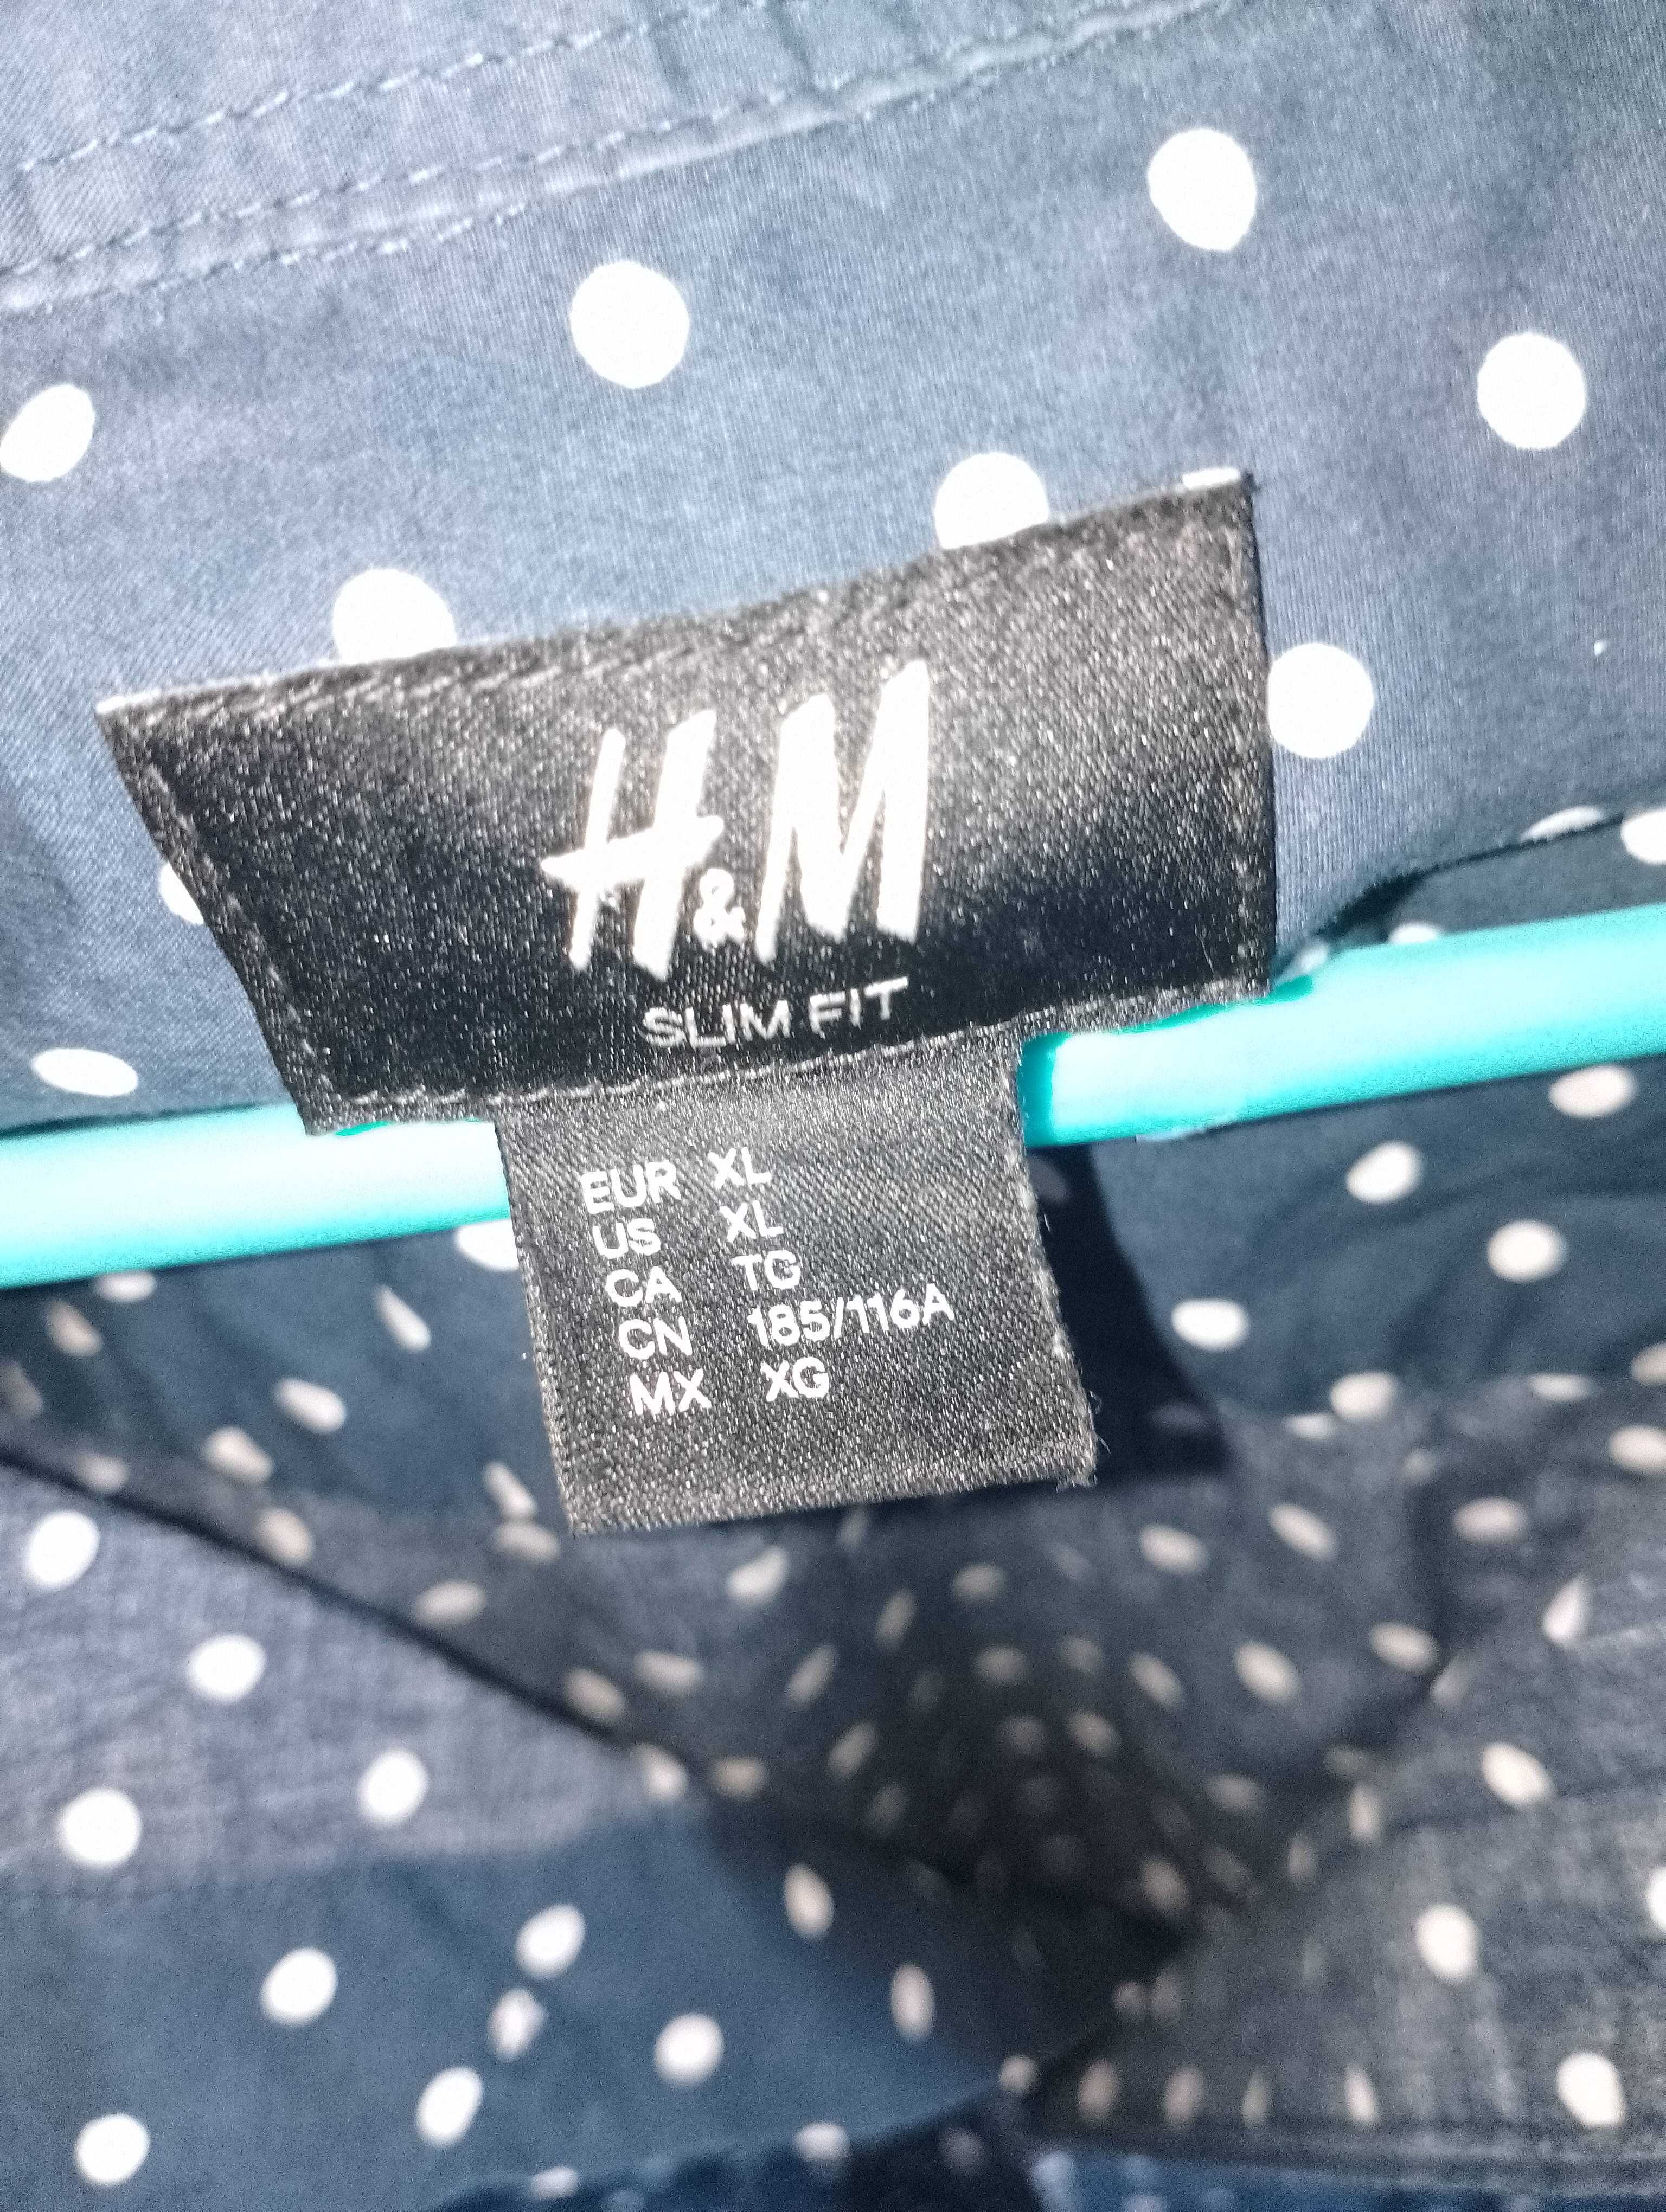 H&M
SLIM FIT
EUR XL
US XL
CA TG
CN 185/116A
MX XG